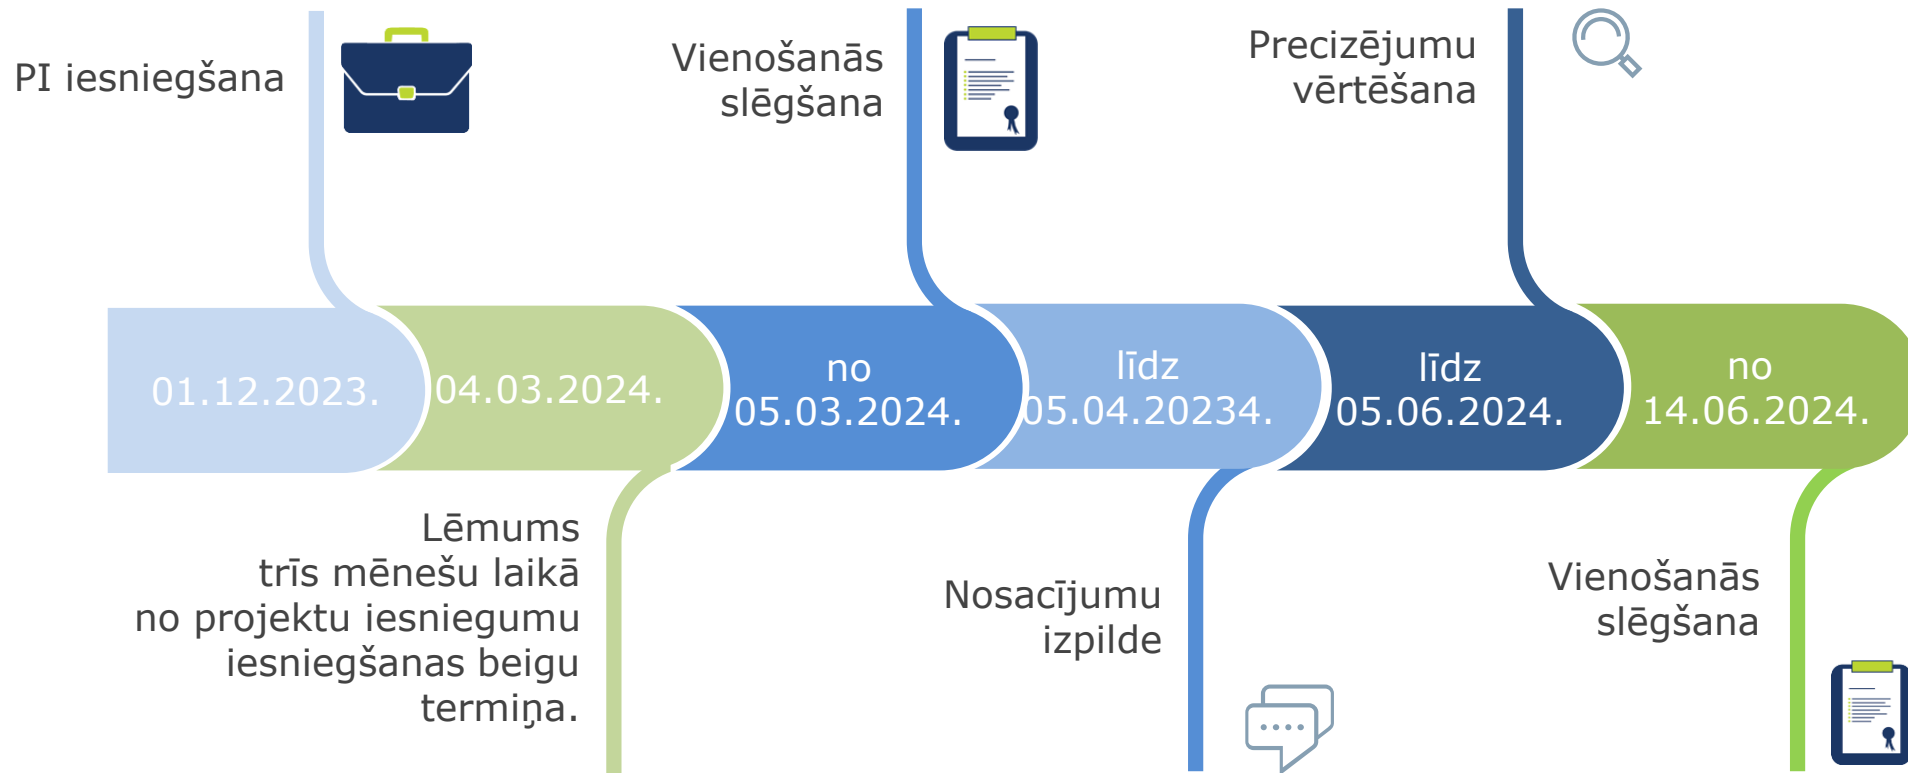 PI iesniegšana
Vienošanās
slēgšana
Precizējumu
vērtēšana
01.12.2023.
04.03.2024.
no
05.03.2024.
līdz
05.04.20234.
līdz
05.06.2024.
no
14.06.2024.
Lēmums
trīs mēnešu laikā
no projektu iesniegumu
iesniegšanas beigu
termiņa.
Nosacījumu
izpilde
Vienošanās
slēgšana